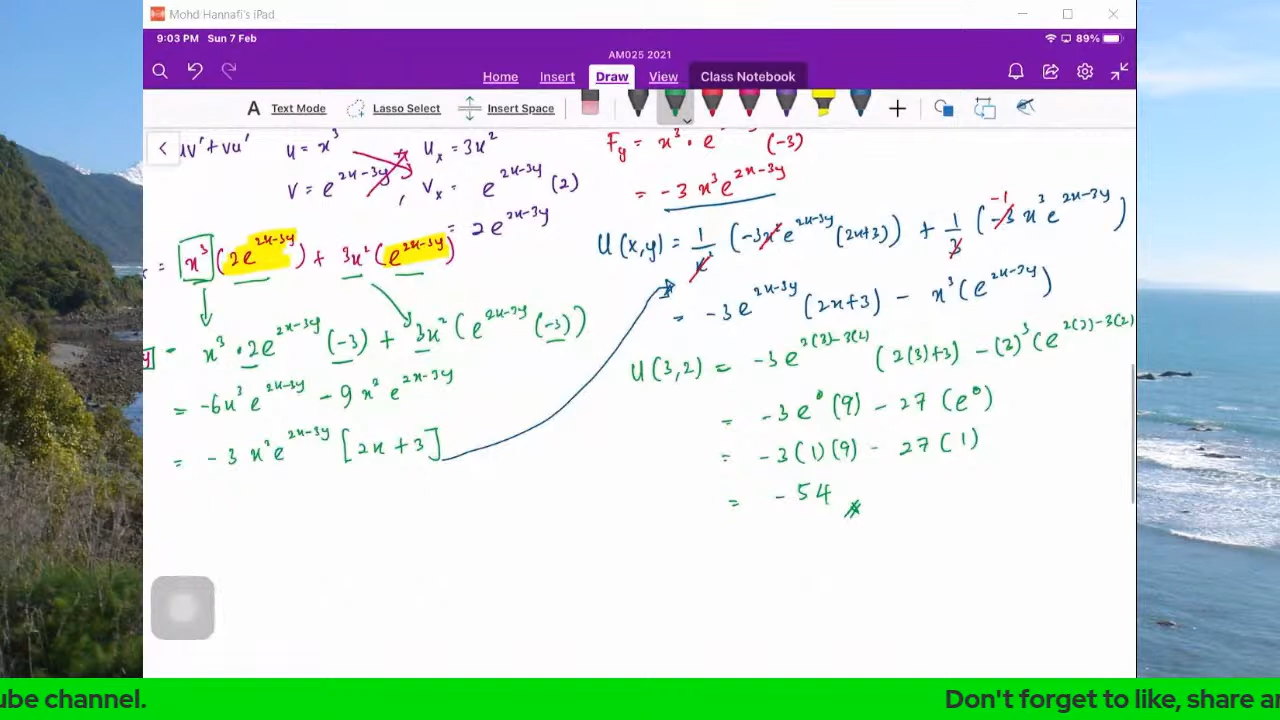 Mohd Hannafi's iPad
9:03 PM Sun 7 Feb
89%
AM025 2021
Home Insert Draw View Class Notebook
Text Mode Lasso Select Insert Space
uv' + vu' u = x³ uₓ = 3x²
v = e^(2x-3y) , vₓ = e^(2x-3y) (2)
= 2e^(2x-3y)
= x³ (2e^(2x-3y)) + 3x² (e^(2x-3y))
y = x³ • 2e^(2x-3y) (-3) + 3x² (e^(2x-3y) (-3))
= -6x³ e^(2x-3y) - 9x² e^(2x-3y)
= -3x² e^(2x-3y) [2x+3]
F_y = x³ • e (-3)
= -3x³ e^(2x-3y)
U(x,y) = 1/x² (-3x² e^(2x-3y) (2x+3)) + 1/3 (-3 x³ e^(2x-3y)) -1
= -3e^(2x-3y) (2x+3) - x³ (e^(2x-3y))
U(3,2) = -3e^(2(3)-3(2)) (2(3)+3) - (3)³ (e^(2(3)-3(2))
= -3e⁰ (9) - 27 (e⁰)
= -3(1)(9) - 27(1)
= -54
ube channel.
Don't forget to like, share a